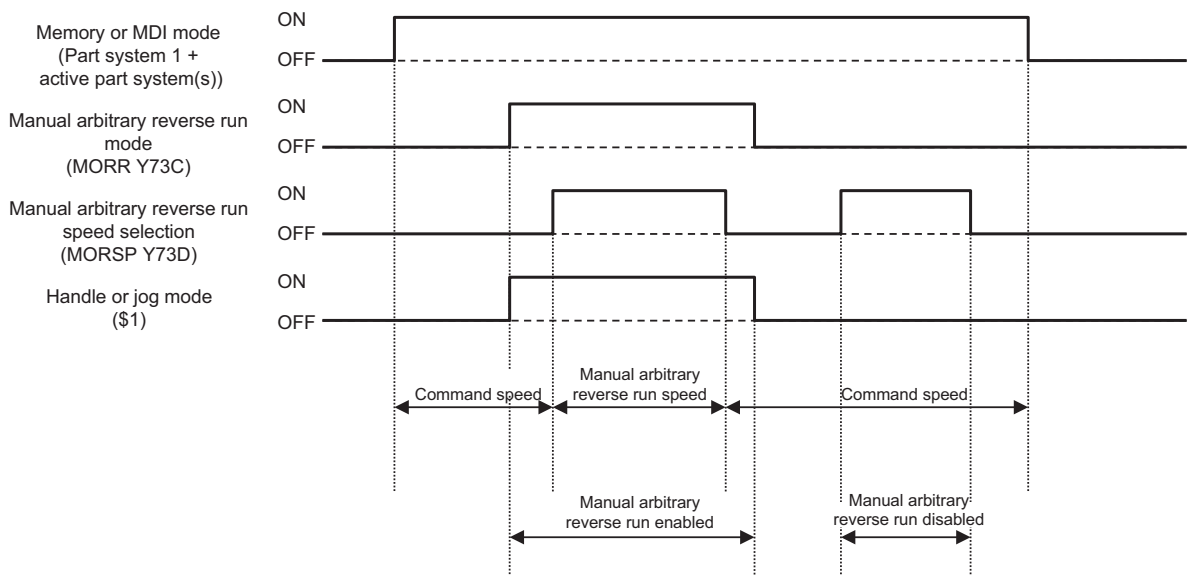 Memory or MDI mode
(Part system 1 +
active part system(s))
ON
OFF
Manual arbitrary reverse run
mode
(MORR Y73C)
ON
OFF
Manual arbitrary reverse run
speed selection
(MORSP Y73D)
ON
OFF
Handle or jog mode
($1)
ON
OFF
Command speed
Manual arbitrary
reverse run speed
Command speed
Manual arbitrary
reverse run enabled
Manual arbitrary
reverse run disabled